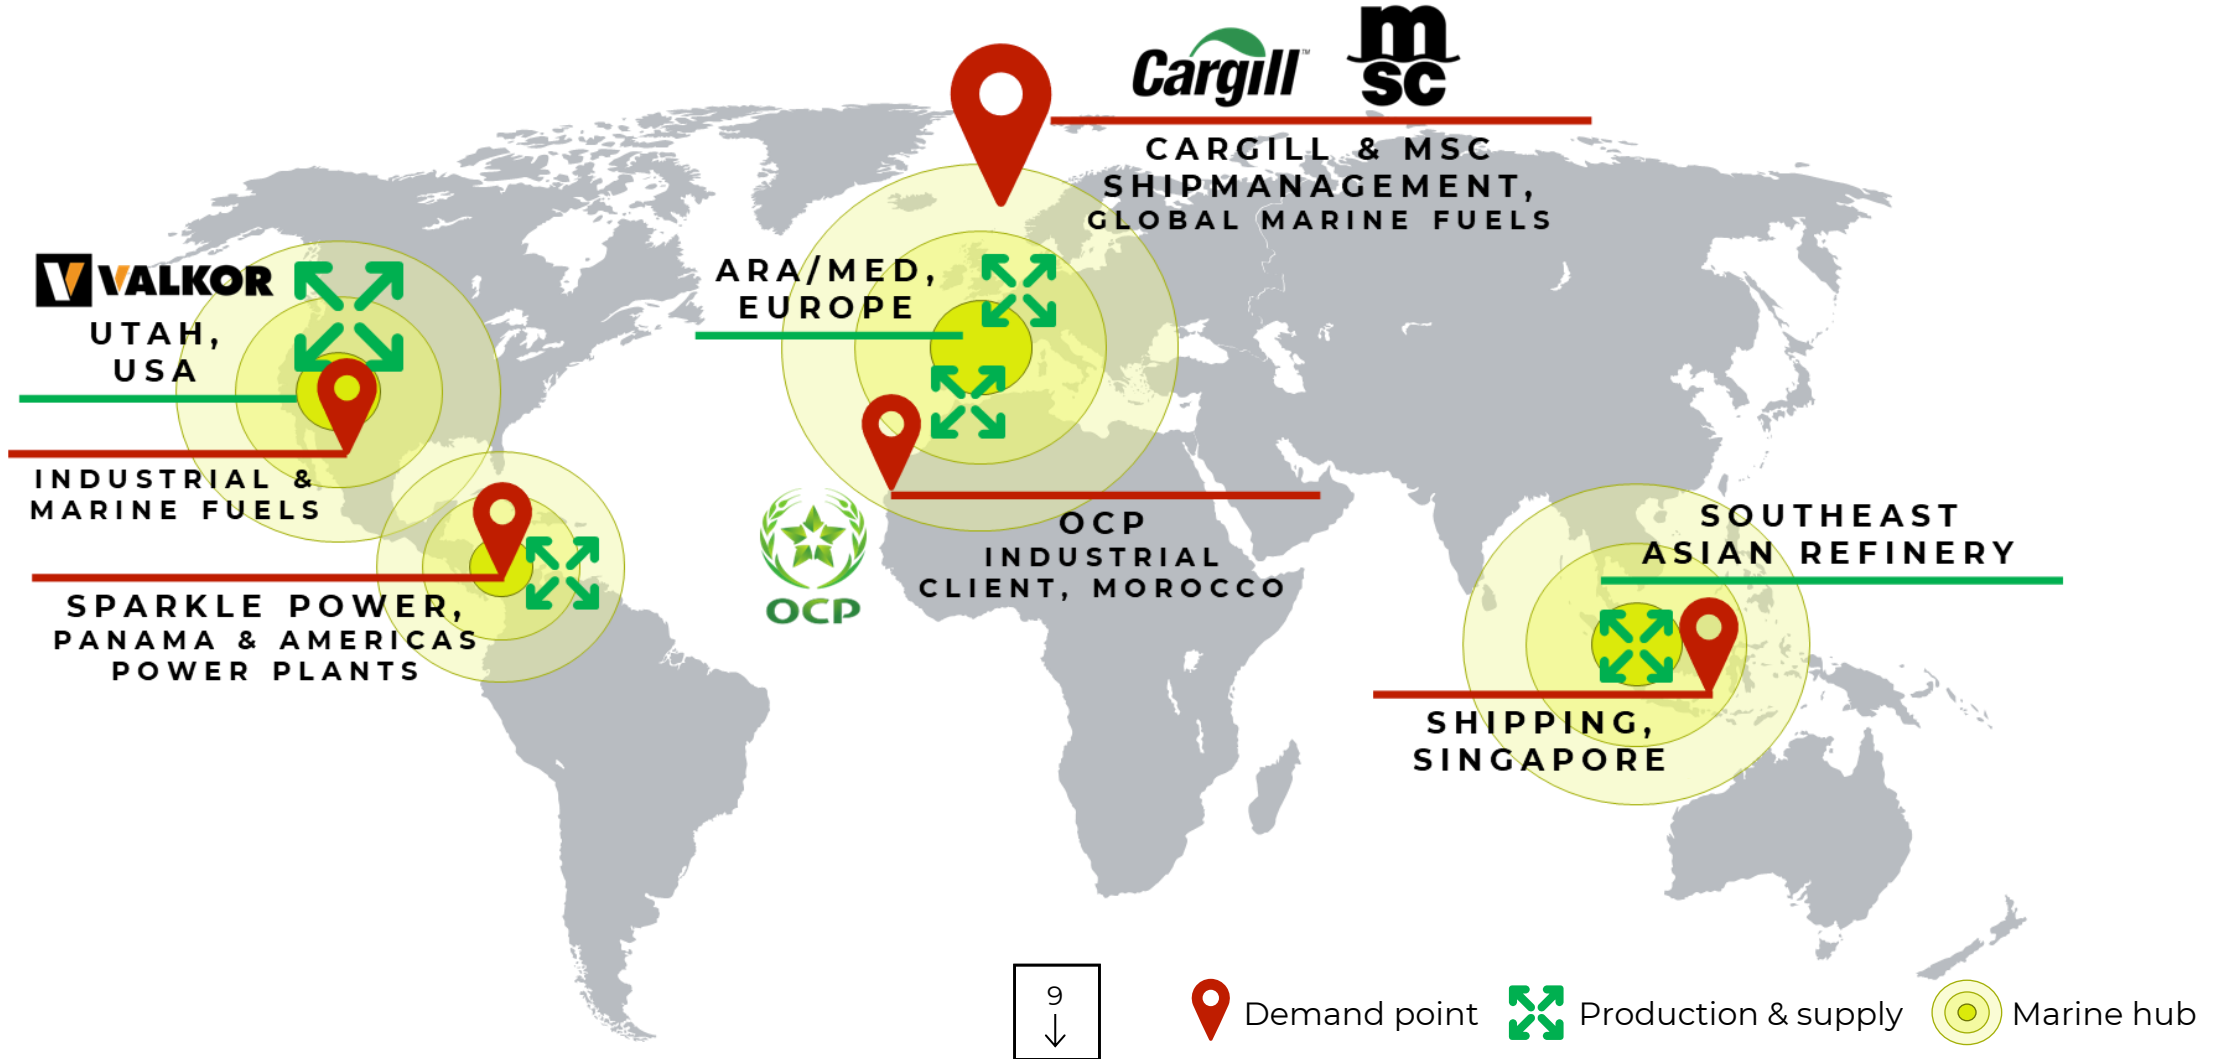 Cargill™
msc
CARGILL & MSC
SHIPMANAGEMENT,
GLOBAL MARINE FUELS
VALKOR
UTAH,
USA
INDUSTRIAL &
MARINE FUELS
SPARKLE POWER,
PANAMA & AMERICAS
POWER PLANTS
ARA/MED,
EUROPE
OCP
OCP
INDUSTRIAL
CLIENT, MOROCCO
SOUTHEAST
ASIAN REFINERY
SHIPPING,
SINGAPORE
9
↓
Demand point
Production & supply
Marine hub